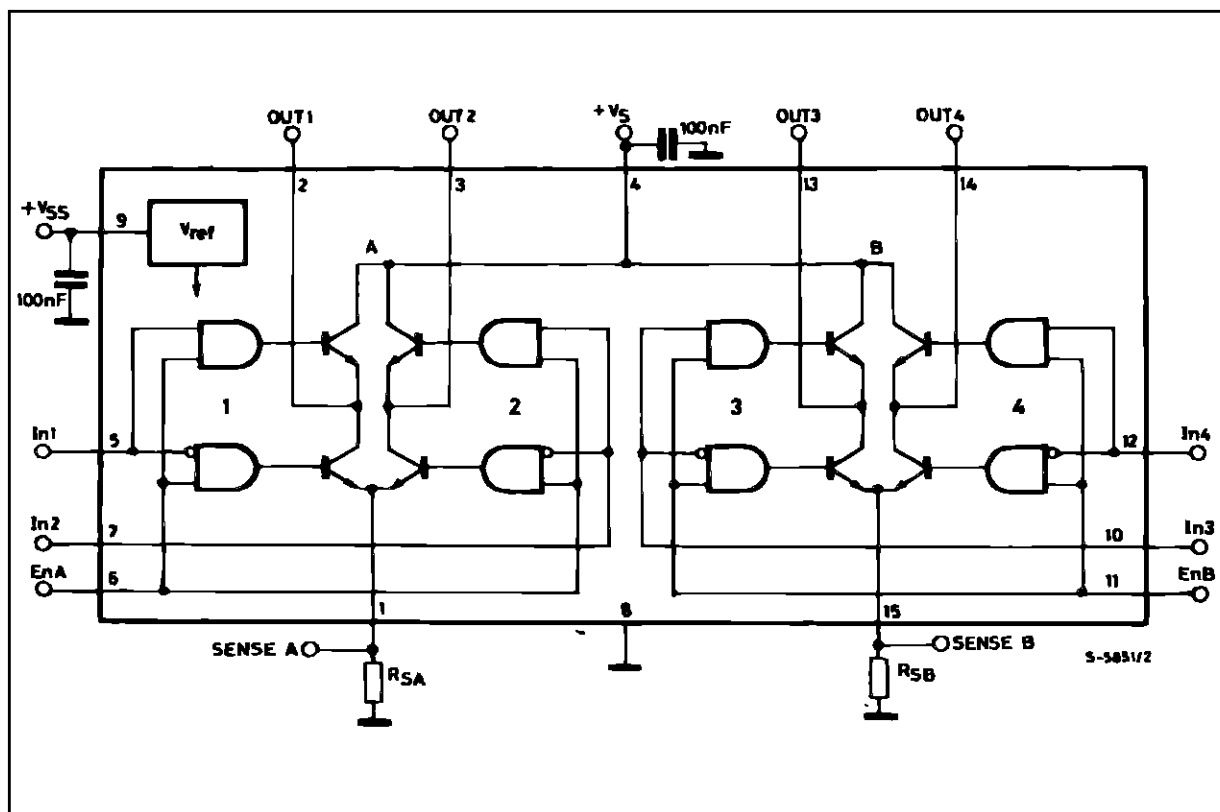 OUT1 OUT2 +VS 100nF OUT3 OUT4
2 3 4 13 14
+VSS 9 Vref
A B
100nF
1 2 3 4
In1 5 12 In4
In2 7 10 In3
EnA 6 11 EnB
1 8 15
SENSE A SENSE B
RSA RSB
S-5851/2